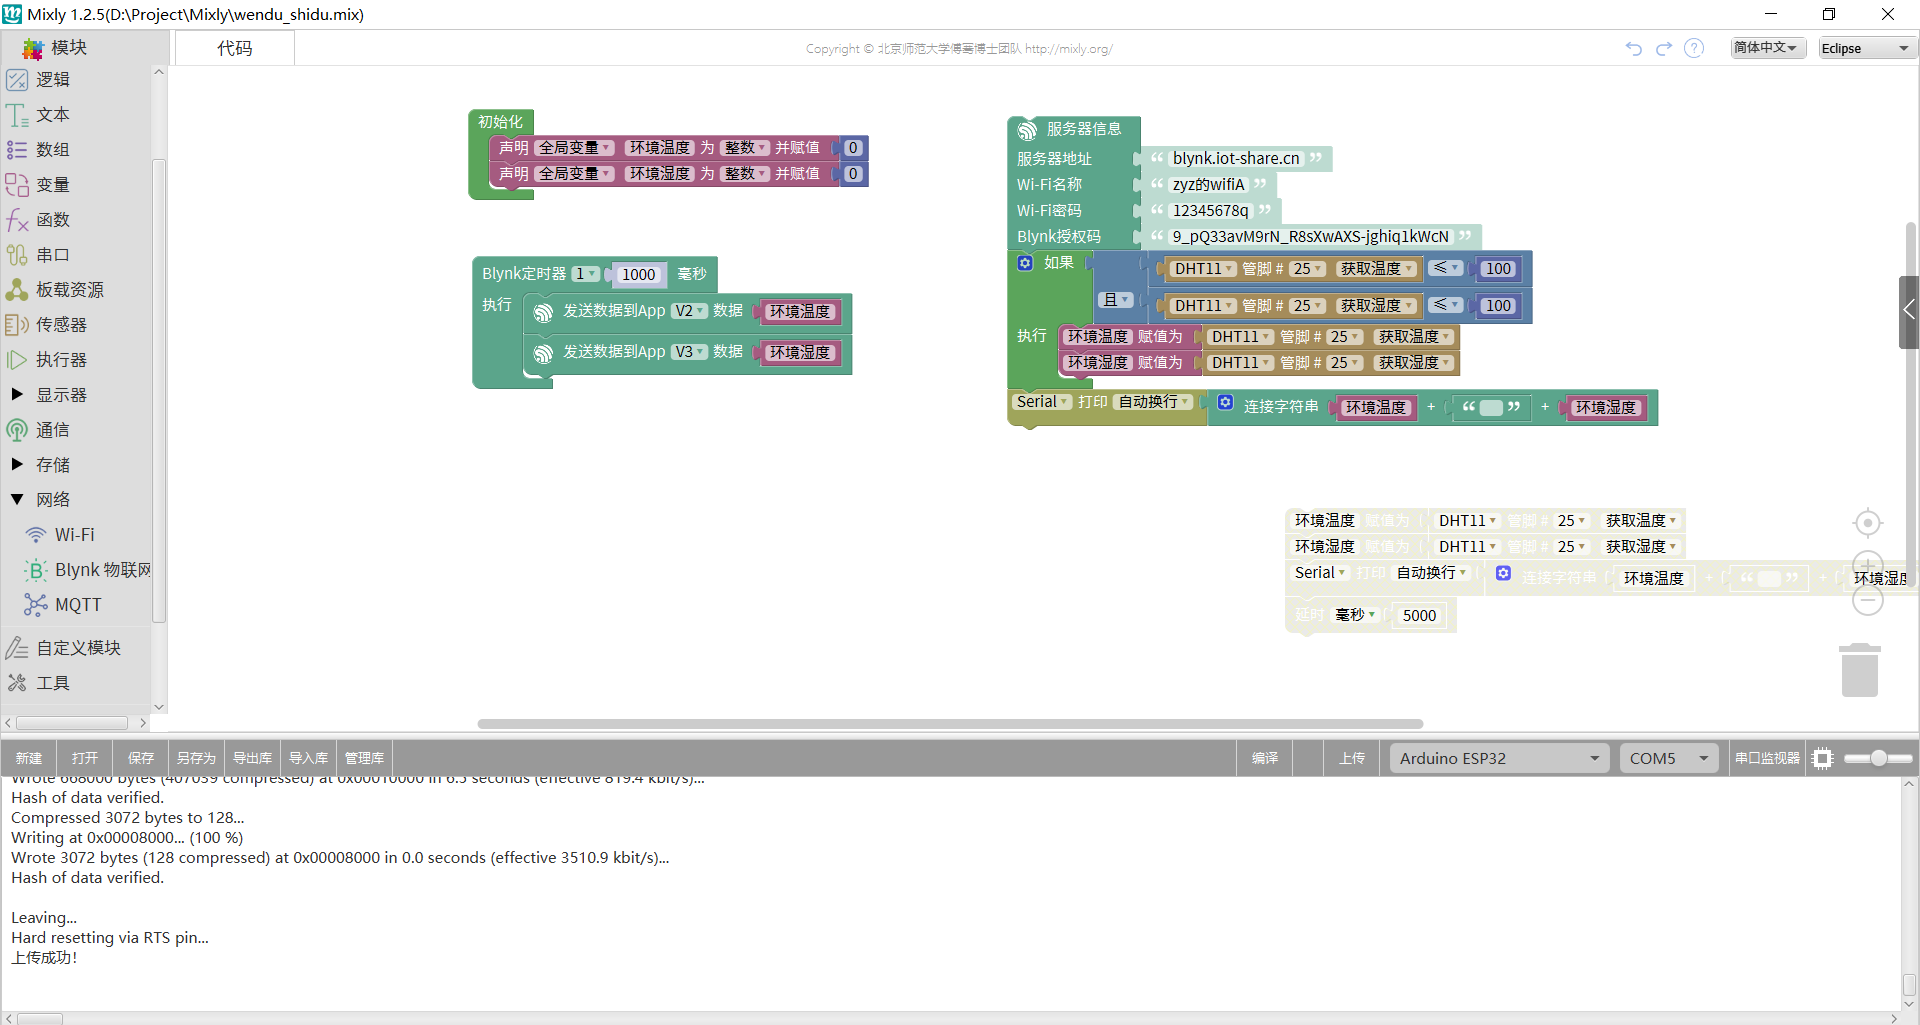 Mixly 1.2.5(D:\Project\Mixly\wendu_shidu.mix)
模块
代码
Copyright © 北京师范大学傅骞博士团队 http://mixly.org/
简体中文
Eclipse
逻辑
文本
数组
变量
函数
串口
板载资源
传感器
执行器
显示器
通信
存储
网络
Wi-Fi
Blynk 物联网
MQTT
自定义模块
工具
初始化
声明 全局变量 环境温度 为 整数 并赋值 0
声明 全局变量 环境湿度 为 整数 并赋值 0
Blynk定时器 1 1000 毫秒
执行 发送数据到App V2 数据 环境温度
发送数据到App V3 数据 环境湿度
服务器信息
服务器地址 “ blynk.iot-share.cn ”
Wi-Fi名称 “ zyz的wifiA ”
Wi-Fi密码 “ 12345678q ”
Blynk授权码 “ 9_pQ33avM9rN_R8sXwAXS-jghiq1kWcN ”
如果 DHT11 管脚 # 25 获取温度 ≤ 100
且
DHT11 管脚 # 25 获取湿度 ≤ 100
执行 环境温度 赋值为 DHT11 管脚 # 25 获取温度
环境湿度 赋值为 DHT11 管脚 # 25 获取湿度
Serial 打印 自动换行 连接字符串 环境温度 + “ ” + 环境湿度
环境温度 赋值为 DHT11 管脚 # 25 获取温度
环境湿度 赋值为 DHT11 管脚 # 25 获取湿度
Serial 打印 自动换行 连接字符串 环境温度 + “ ” + 环境湿度
延时 毫秒 5000
新建 打开 保存 另存为 导出库 导入库 管理库
编译 上传 Arduino ESP32 COM5 串口监视器
Wrote 668000 bytes (407059 compressed) at 0x00010000 in 6.5 seconds (effective 819.4 kbit/s)...
Hash of data verified.
Compressed 3072 bytes to 128...
Writing at 0x00008000... (100 %)
Wrote 3072 bytes (128 compressed) at 0x00008000 in 0.0 seconds (effective 3510.9 kbit/s)...
Hash of data verified.
Leaving...
Hard resetting via RTS pin...
上传成功!